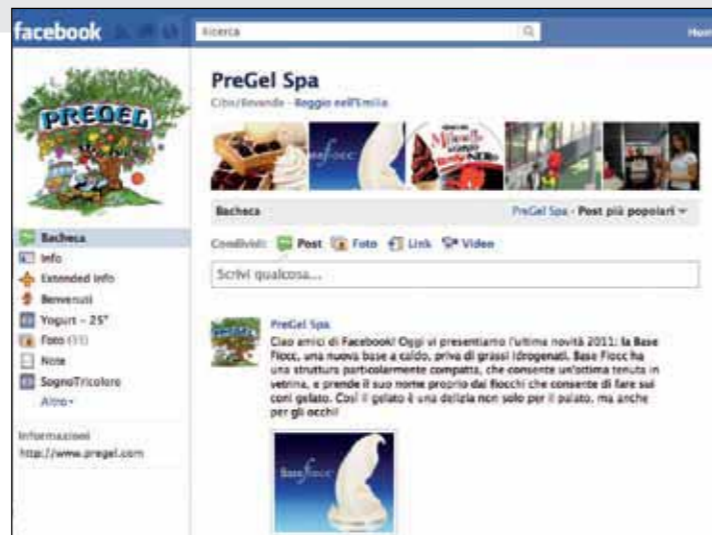 facebook
Ricerca
Hom
PREGEL
PreGel Spa
Cibo/Bevande · Reggio nell'Emilia
Bacheca
PreGel Spa · Post più popolari
Condividi: Post Foto Link Video
Scrivi qualcosa...
Bacheca
Info
Extended Info
Benvenuti
Yogurt - 25°
Foto (11)
Note
SognoTricolore
Altro
Informazioni
http://www.pregel.com
PreGel Spa
Ciao amici di Facebook! Oggi vi presentiamo l'ultima novità 2011: la Base
Fiocc, una nuova base a caldo, priva di grassi idrogenati. Base Fiocc ha
una struttura particolarmente compatta, che consente un'ottima tenuta in
vetrina, e prende il suo nome proprio dai fiocchi che consente di fare sui
coni gelato. Così il gelato è una delizia non solo per il palato, ma anche
per gli occhi!
Base fiocc